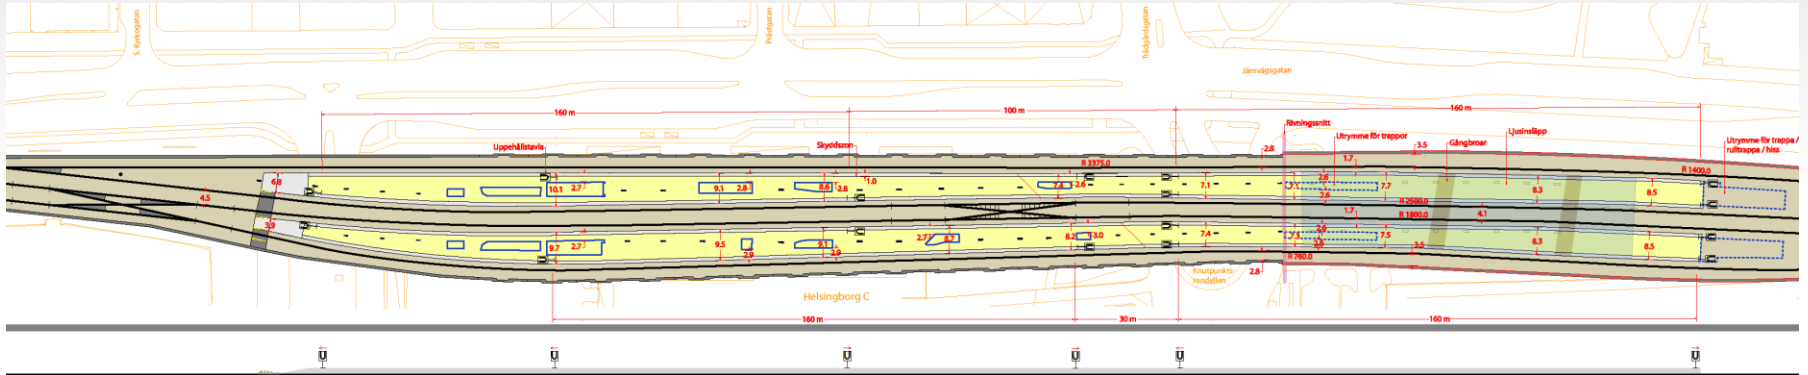 S. Kyrkogatan
Prästgatan
Trädgårdsgatan
Järnvägsgatan
160 m
100 m
160 m
Rivningssnitt
Uppehållstavla
Skyddszon
2.8
Utrymme för trappor
3.5
Gångbroar
Ljusinsläpp
Utrymme för trappa /
rulltrappa / hiss
R 3375.0
1.7
R 1400.0
6.8
10.1
2.7
9.1
2.8
8.6
2.8
1.0
7.4
2.6
7.1
2.6
2.6
7.7
8.3
8.5
4.5
R 2500.0
1.7
R 1800.0
4.1
3.9
9.7
2.7
9.5
2.9
9.1
2.9
2.7
8.7
8.2
3.0
7.4
2.6
7.5
3.5
8.3
8.5
R 760.0
2.8
Knutpunkts-
rondellen
Helsingborg C
160 m
30 m
160 m
U
U
U
U
U
U